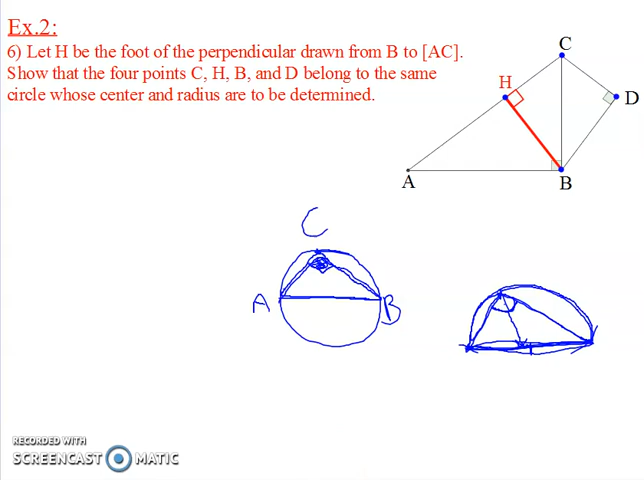 Ex.2:
6) Let H be the foot of the perpendicular drawn from B to [AC].
Show that the four points C, H, B, and D belong to the same
circle whose center and radius are to be determined.
C
H
D
A
B
C
A
B
RECORDED WITH
SCREENCAST MATIC